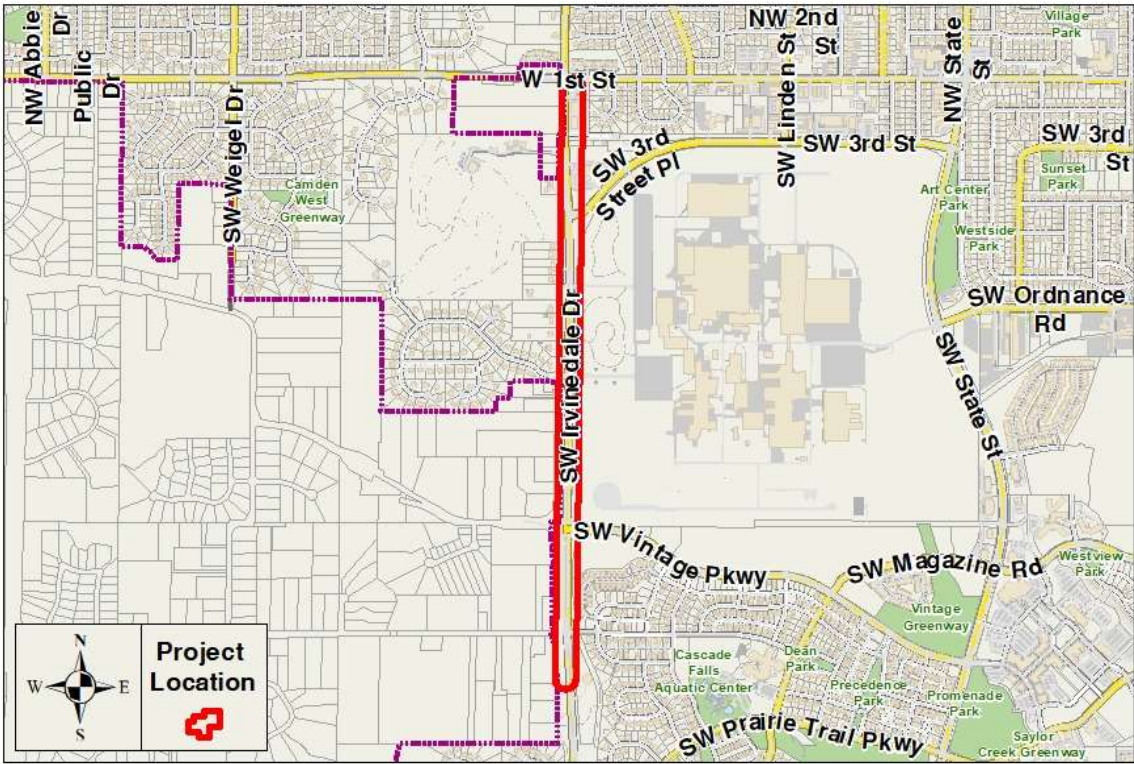 NW Abbie
Dr
Public
Dr
SW Weigel Dr
W 1st St
NW 2nd
St
SW Linden St
NW State
St
Village
Park
SW 3rd
Street Pl
SW 3rd St
SW 3rd
St
Sunset
Park
Art Center
Park
Westside
Park
Camden
West
Greenway
SW Ordnance
Rd
SW Irvinedale Dr
SW State St
SW Vintage Pkwy
SW Magazine Rd
Westview
Park
Vintage
Greenway
Cascade
Falls
Aquatic Center
Dean
Park
Precedence
Park
Promenade
Park
SW Prairie Trail Pkwy
Saylor
Creek Greenway
N
W E
S
Project
Location